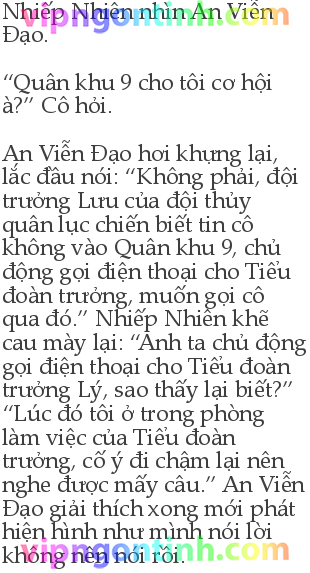 Nhiếp Nhiên nhìn An Viễn
Đạo.
“Quân khu 9 cho tôi cơ hội
à?” Cô hỏi.
An Viễn Đạo hơi khựng lại,
lắc đầu nói: “Không phải, đội
trưởng Lưu của đội thủy
quân lục chiến biết tin cô
không vào Quân khu 9, chủ
động gọi điện thoại cho Tiểu
đoàn trưởng, muốn gọi cô
qua đó.” Nhiếp Nhiên khẽ
cau mày lại: “Anh ta chủ động
gọi điện thoại cho Tiểu đoàn
trưởng Lý, sao thấy lại biết?”
“Lúc đó tôi ở trong phòng
làm việc của Tiểu đoàn
trưởng, cố ý đi chậm lại nên
nghe được mấy câu.” An Viễn
Đạo giải thích xong mới phát
hiện hình như mình nói lời
không nên nói rồi.
vipngontinh.com
vipngontinh.com